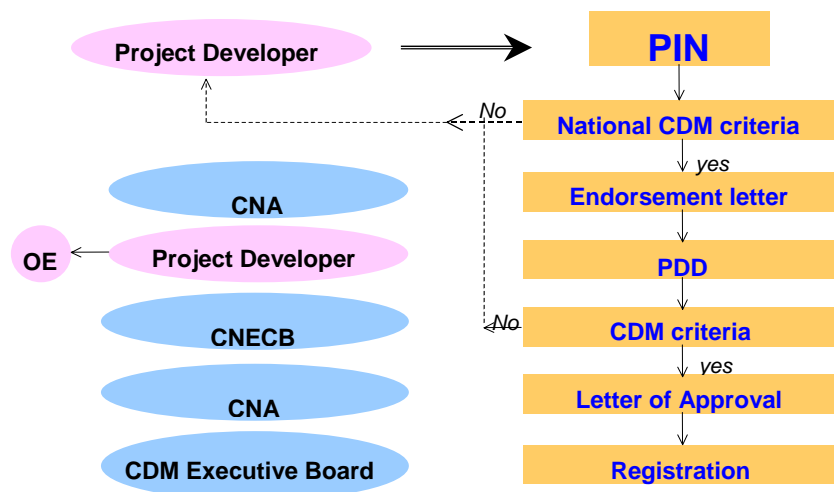 Project Developer
PIN
No
National CDM criteria
yes
CNA
Endorsement letter
OE
Project Developer
PDD
CNECB
No
CDM criteria
yes
CNA
Letter of Approval
CDM Executive Board
Registration